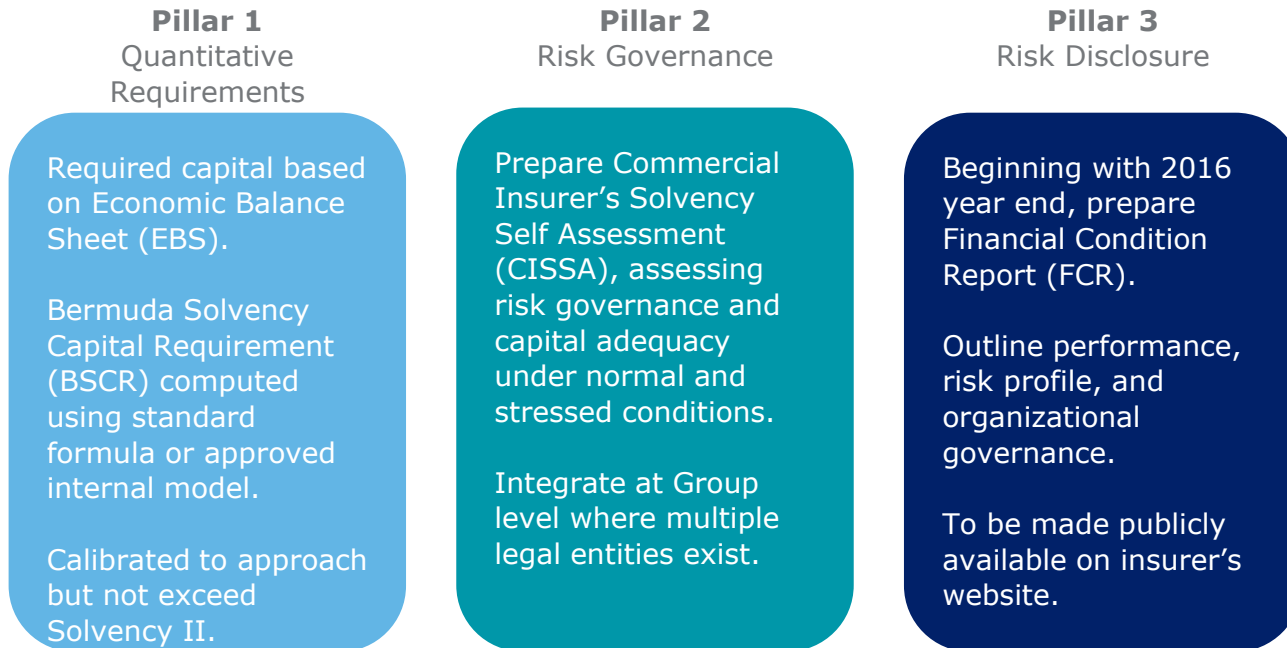 Pillar 1
Quantitative
Requirements
Required capital based
on Economic Balance
Sheet (EBS).
Bermuda Solvency
Capital Requirement
(BSCR) computed
using standard
formula or approved
internal model.
Calibrated to approach
but not exceed
Solvency II.
Pillar 2
Risk Governance
Prepare Commercial
Insurer’s Solvency
Self Assessment
(CISSA), assessing
risk governance and
capital adequacy
under normal and
stressed conditions.
Integrate at Group
level where multiple
legal entities exist.
Pillar 3
Risk Disclosure
Beginning with 2016
year end, prepare
Financial Condition
Report (FCR).
Outline performance,
risk profile, and
organizational
governance.
To be made publicly
available on insurer’s
website.